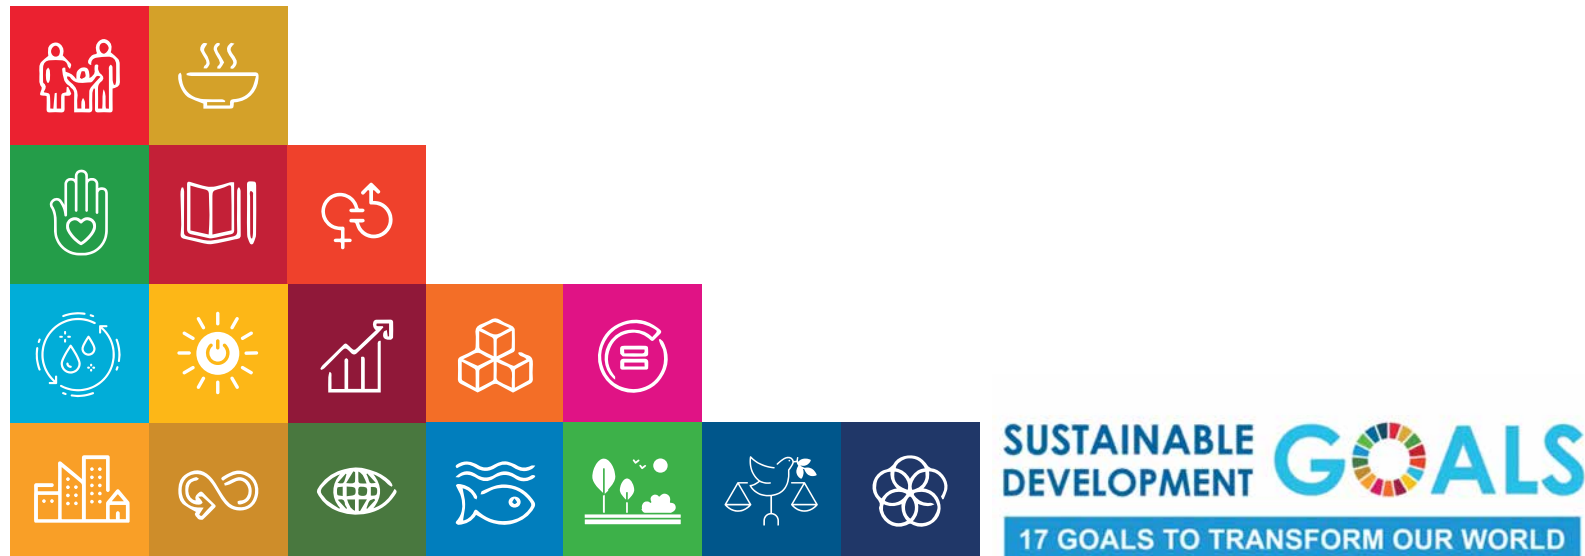 SUSTAINABLE
DEVELOPMENT
GOALS
17 GOALS TO TRANSFORM OUR WORLD